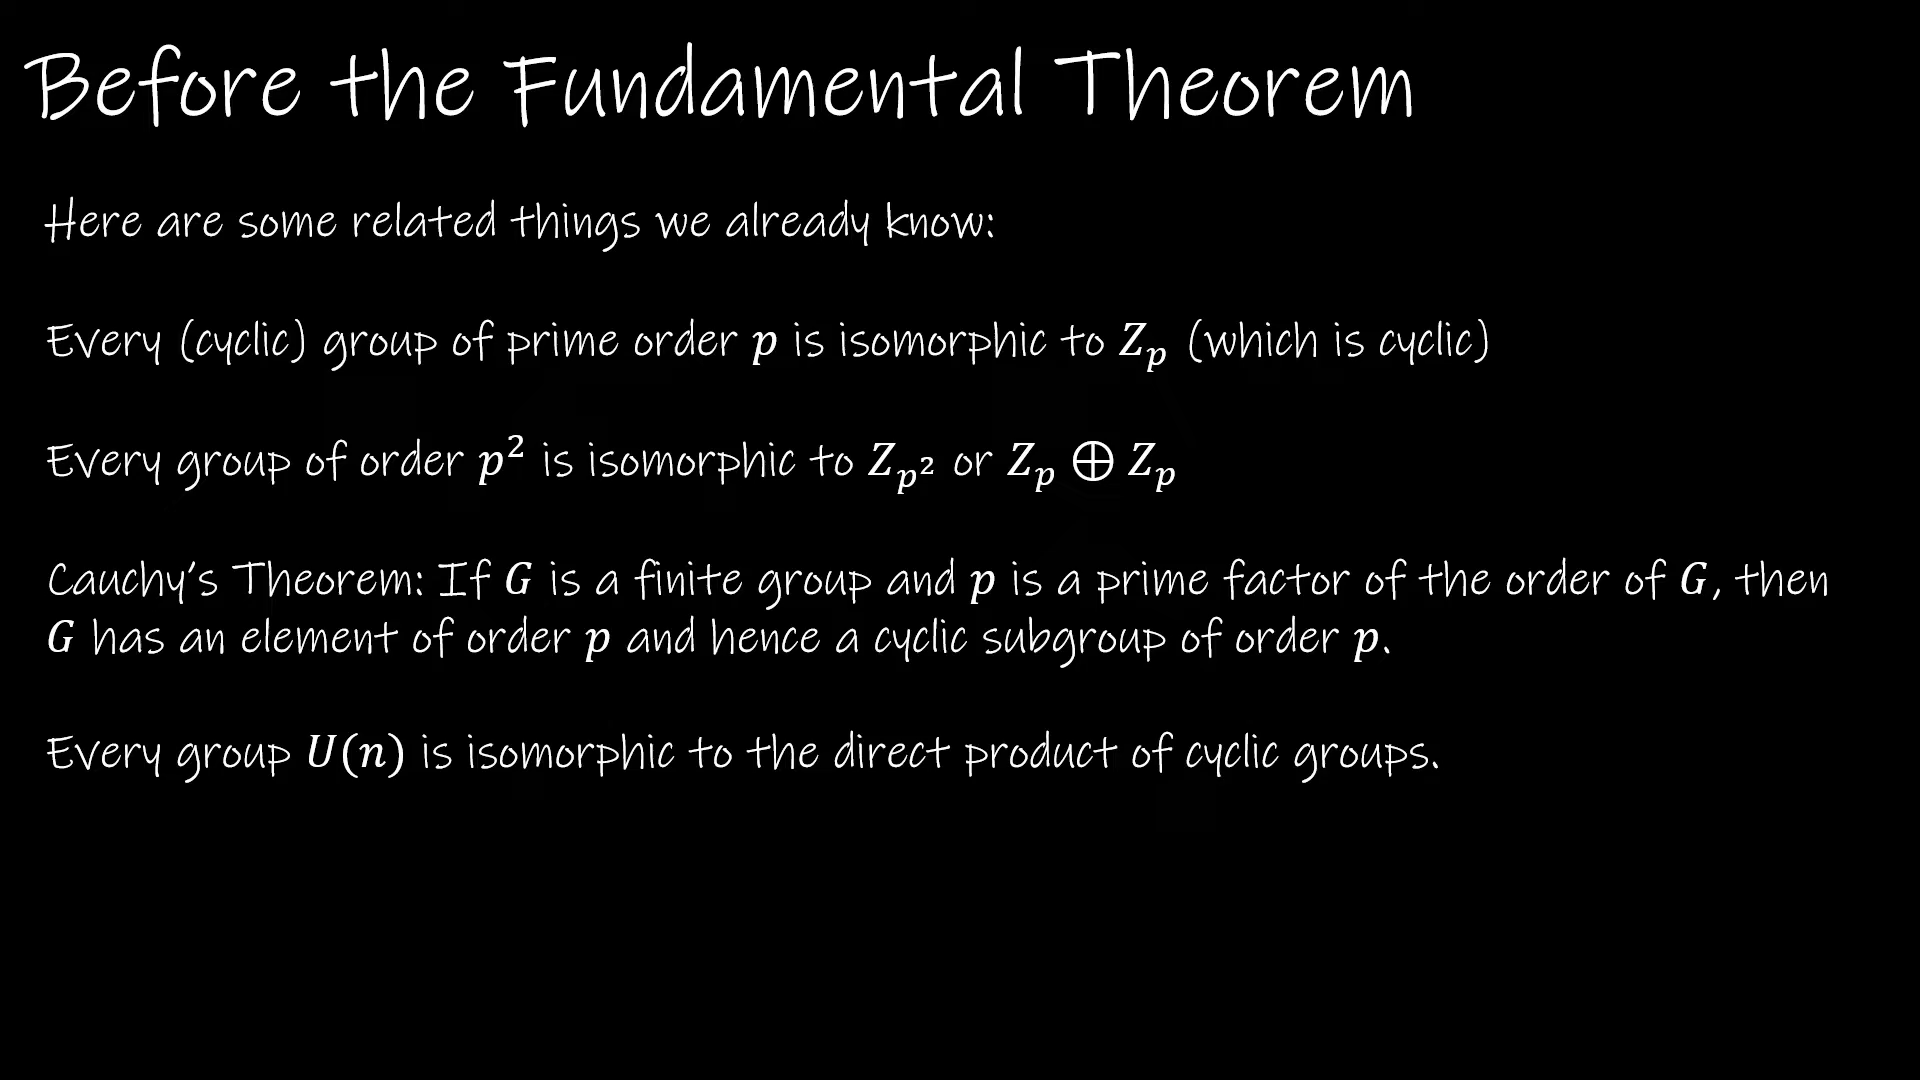 Before the Fundamental Theorem
Here are some related things we already know:
Every (cyclic) group of prime order p is isomorphic to Zₚ (which is cyclic)
Every group of order p² is isomorphic to Z_{p²} or Zₚ ⊕ Zₚ
Cauchy's Theorem: If G is a finite group and p is a prime factor of the order of G, then
G has an element of order p and hence a cyclic subgroup of order p.
Every group U(n) is isomorphic to the direct product of cyclic groups.